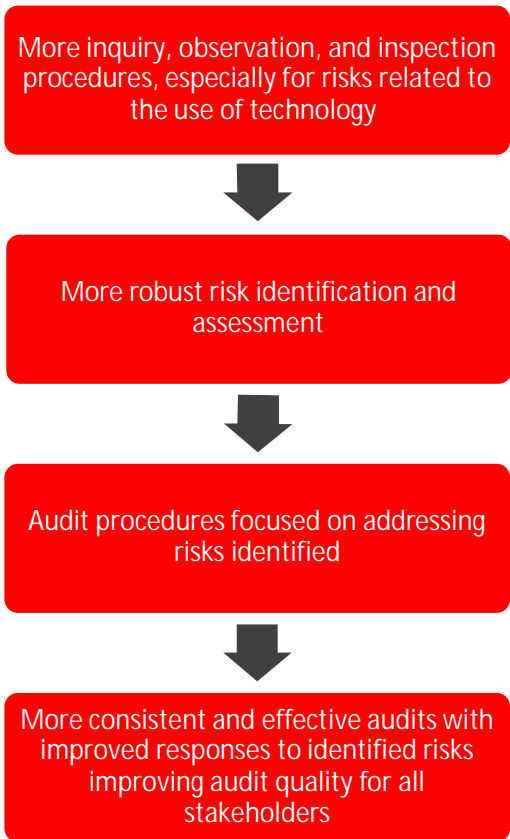 More inquiry, observation, and inspection
procedures, especially for risks related to
the use of technology
More robust risk identification and
assessment
Audit procedures focused on addressing
risks identified
More consistent and effective audits with
improved responses to identified risks
improving audit quality for all
stakeholders